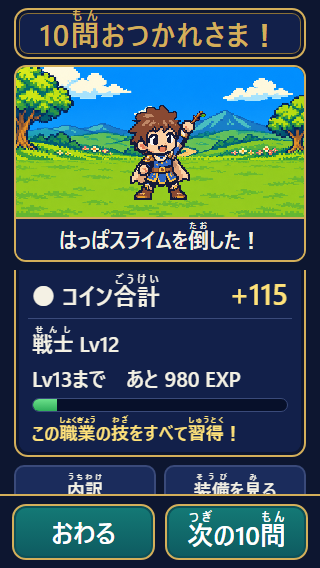 10問おつかれさま！
はっぱスライムを倒した！
コイン合計 +115
戦士 Lv12
Lv13まで あと 980 EXP
この職業の技をすべて習得！
内訳 装備を見る
おわる 次の10問